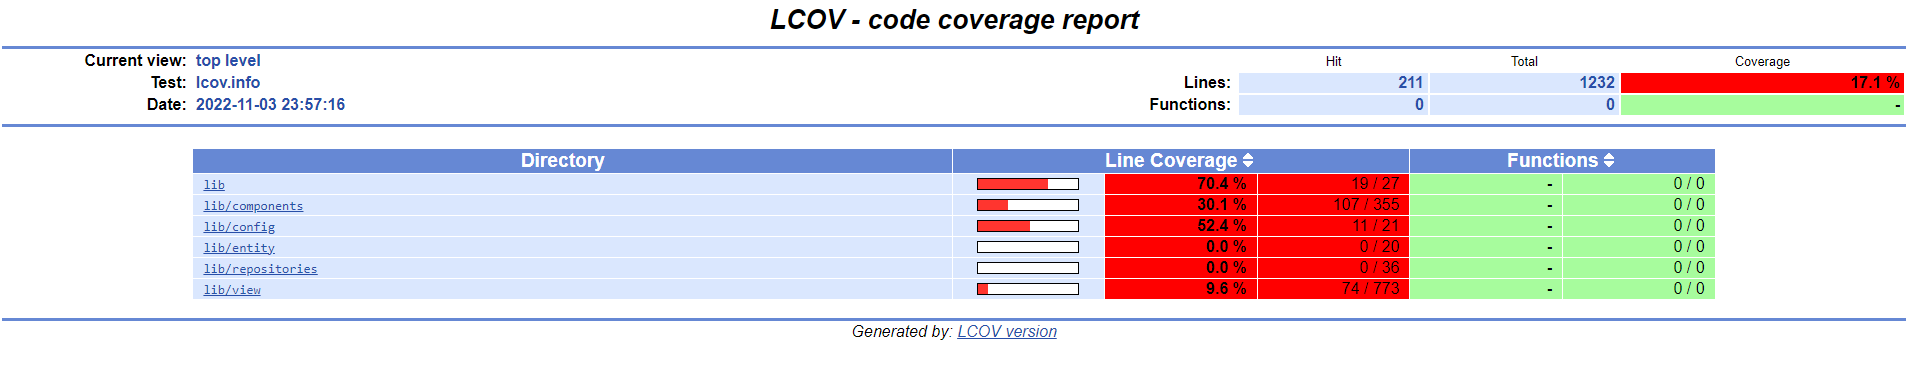 LCOV - code coverage report
Current view: top level
Hit Total Coverage
Test: lcov.info
Lines: 211 1232 17.1 %
Date: 2022-11-03 23:57:16
Functions: 0 0 -
Directory Line Coverage Functions
lib 70.4 % 19 / 27 - 0 / 0
lib/components 30.1 % 107 / 355 - 0 / 0
lib/config 52.4 % 11 / 21 - 0 / 0
lib/entity 0.0 % 0 / 20 - 0 / 0
lib/repositories 0.0 % 0 / 36 - 0 / 0
lib/view 9.6 % 74 / 773 - 0 / 0
Generated by: LCOV version